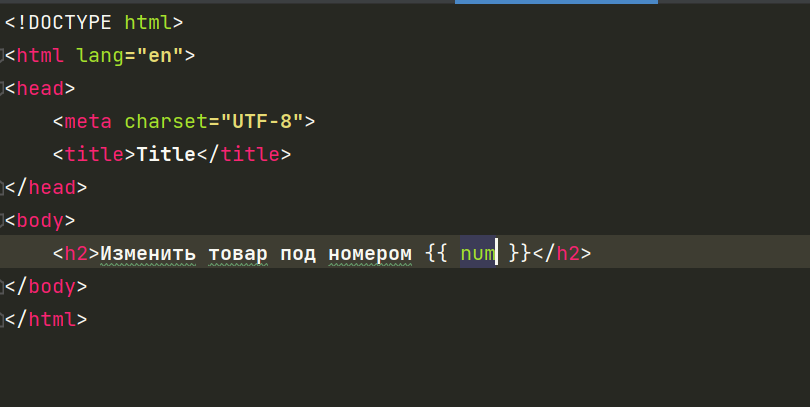 <!DOCTYPE html>
<html lang="en">
<head>
    <meta charset="UTF-8">
    <title>Title</title>
</head>
<body>
    <h2>Изменить товар под номером {{ num }}</h2>
</body>
</html>